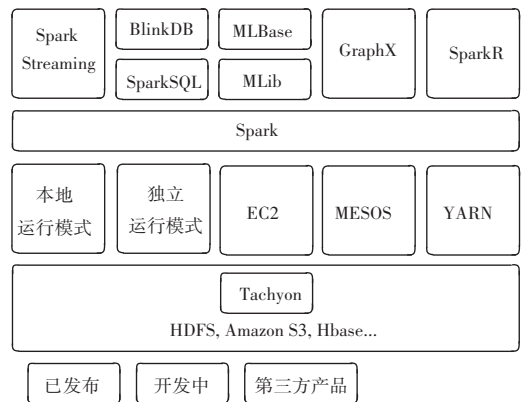 Spark
Streaming
BlinkDB
MLBase
SparkSQL
MLib
GraphX
SparkR
Spark
本地
运行模式
独立
运行模式
EC2
MESOS
YARN
Tachyon
HDFS, Amazon S3, Hbase...
已发布
开发中
第三方产品